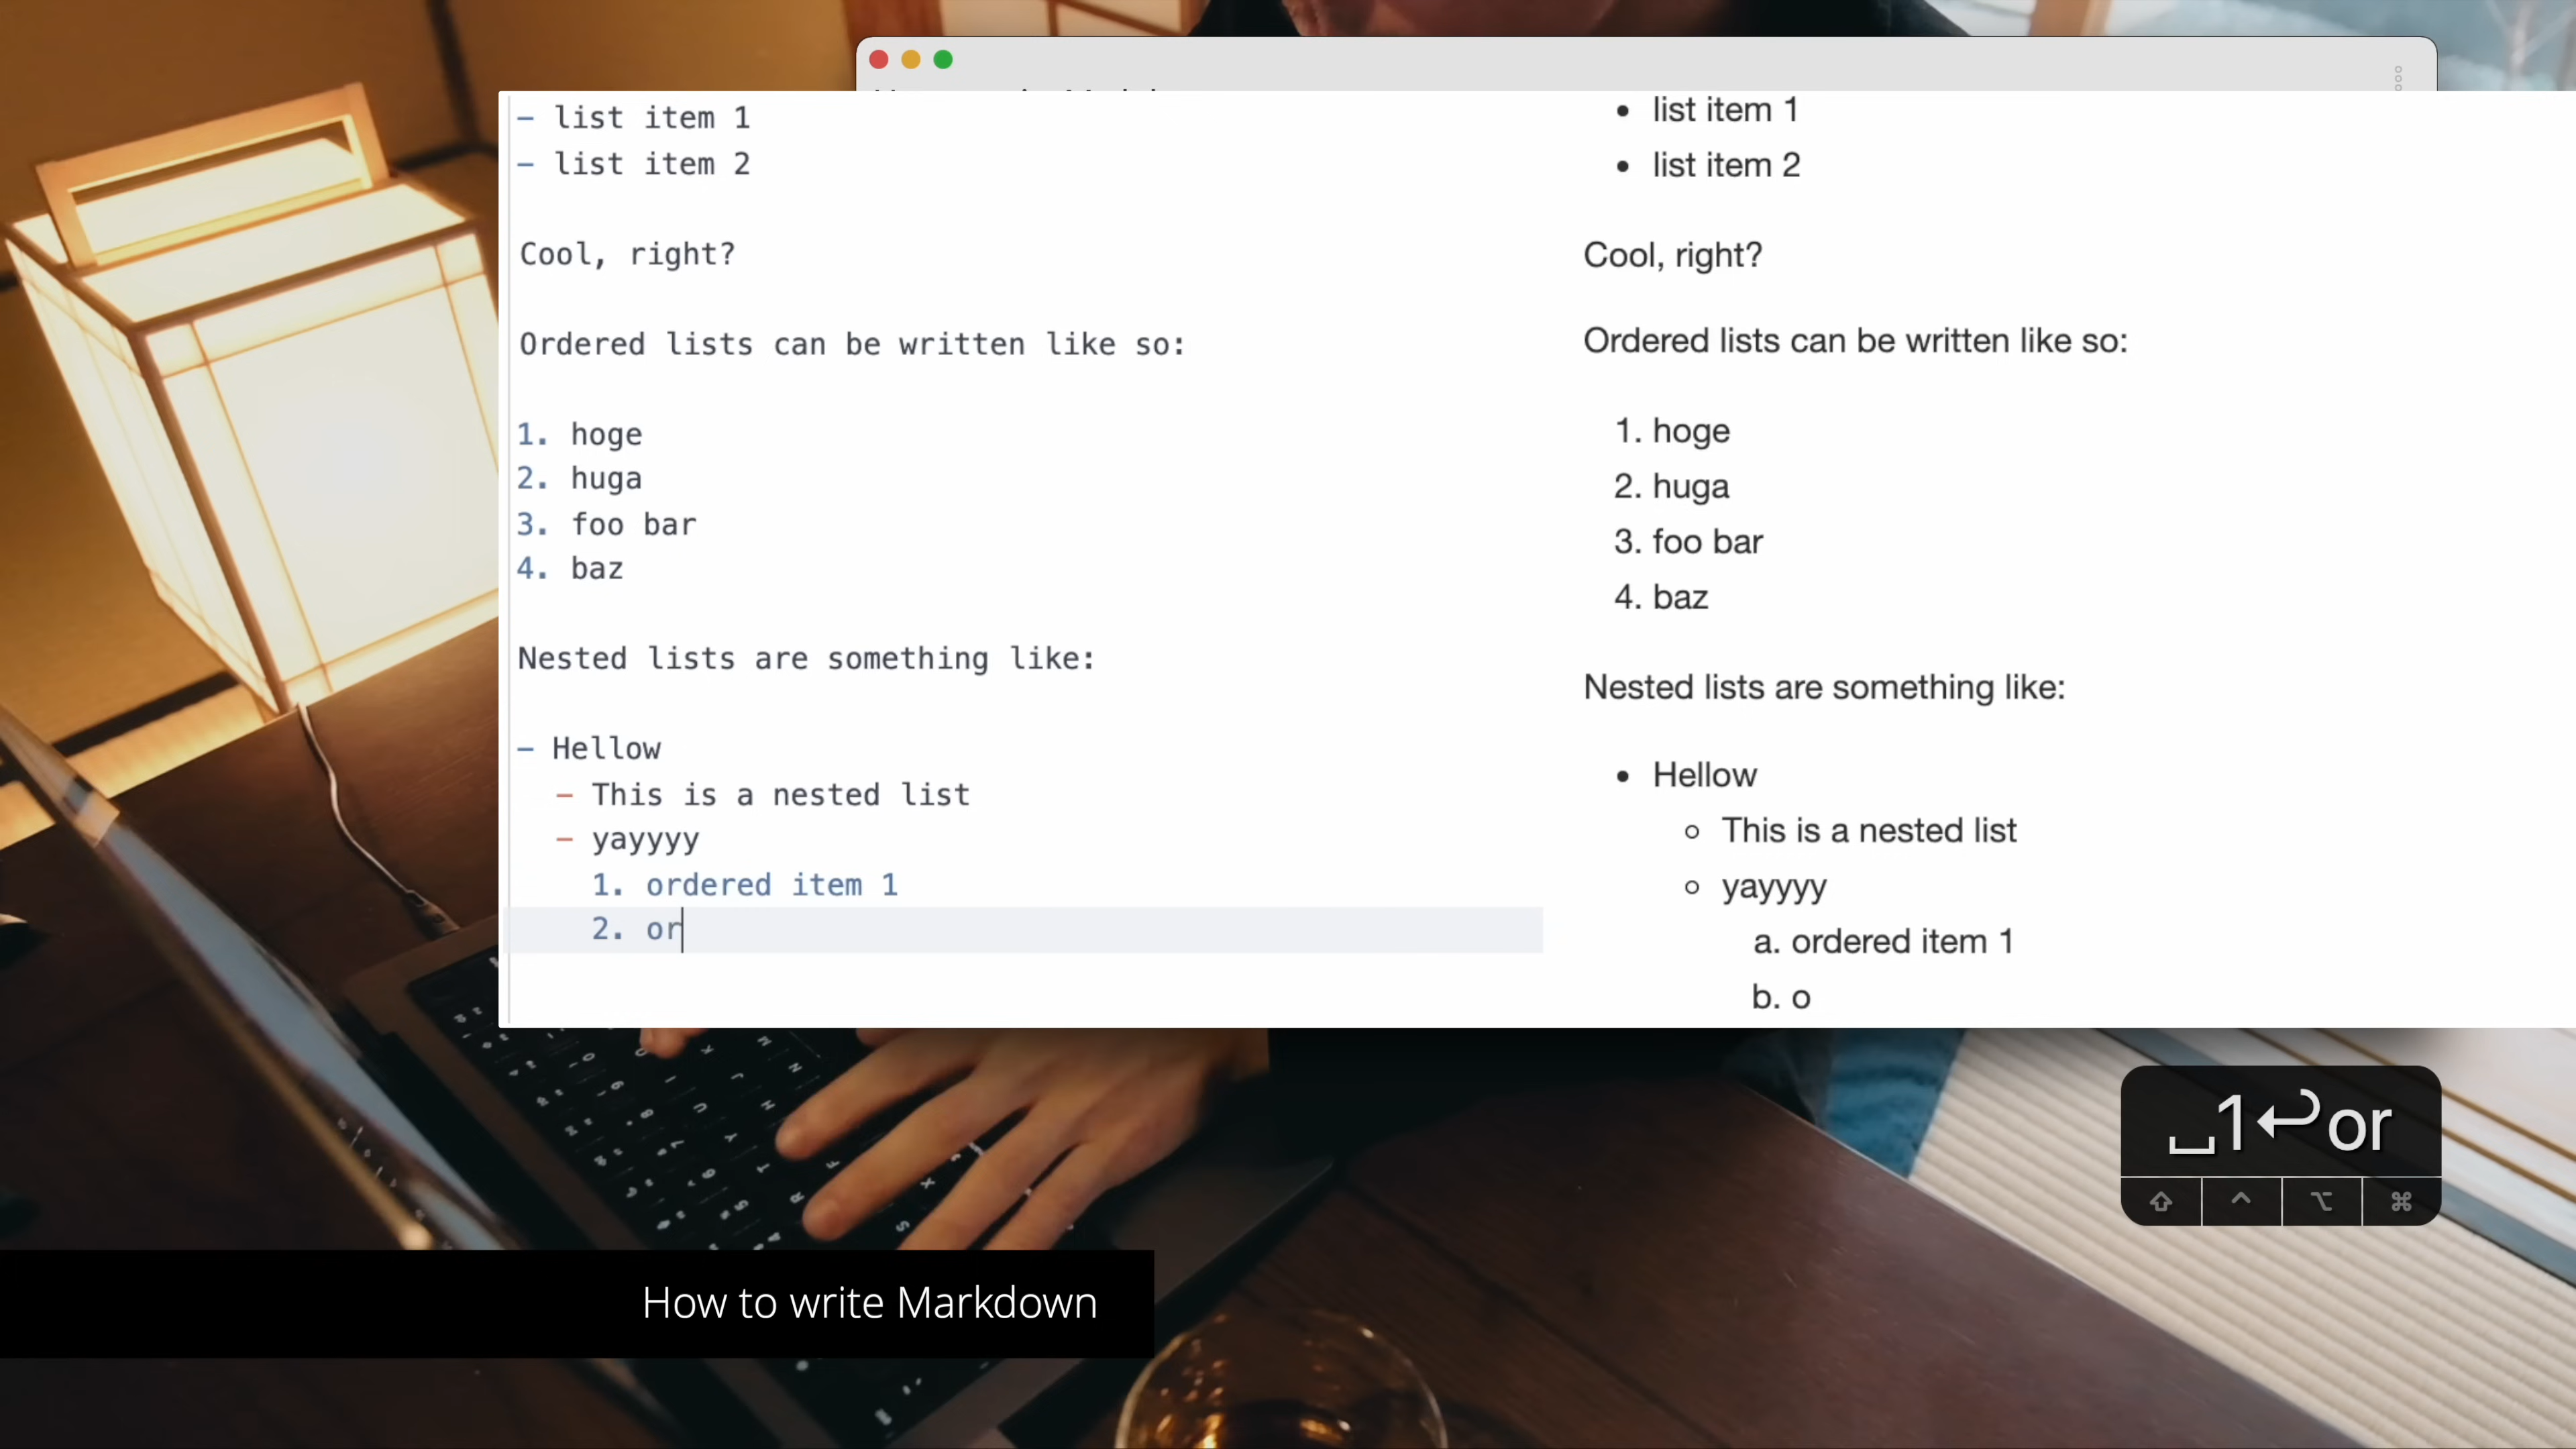 - list item 1
- list item 2
Cool, right?
Ordered lists can be written like so:
1. hoge
2. huga
3. foo bar
4. baz
Nested lists are something like:
- Hellow
- This is a nested list
- yayyyy
1. ordered item 1
2. or
• list item 1
• list item 2
Cool, right?
Ordered lists can be written like so:
1. hoge
2. huga
3. foo bar
4. baz
Nested lists are something like:
• Hellow
○ This is a nested list
○ yayyyy
a. ordered item 1
b. o
␣1↩or
⇧ ^ ⌥ ⌘
How to write Markdown